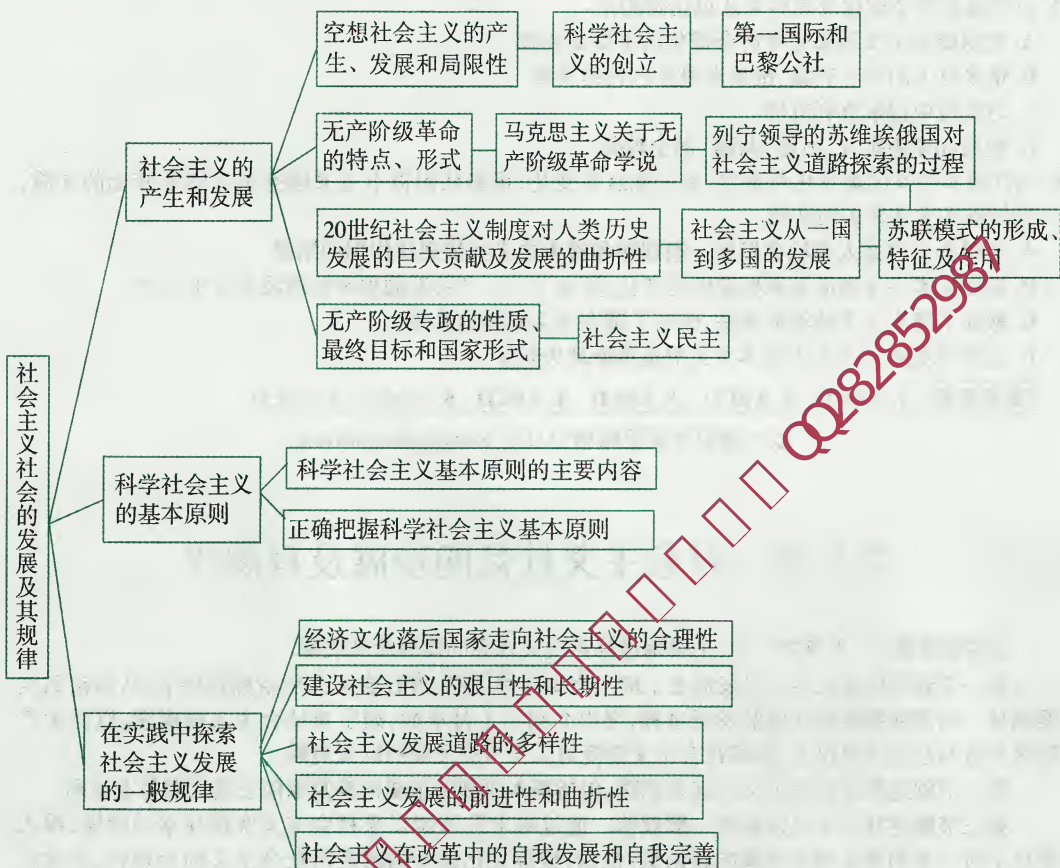 空想社会主义的产
生、发展和局限性
科学社会主
义的创立
第一国际和
巴黎公社
无产阶级革命
的特点、形式
马克思主义关于无
产阶级革命学说
列宁领导的苏维埃俄国对
社会主义道路探索的过程
社会主义的
产生和发展
20世纪社会主义制度对人类历史
发展的巨大贡献及发展的曲折性
社会主义从一国
到多国的发展
苏联模式的形成、
特征及作用
无产阶级专政的性质
最终目标和国家形式
社会主义民主
社会主义社会的发展及其规律
科学社会主义
的基本原则
科学社会主义基本原则的主要内容
正确把握科学社会主义基本原则
在实践中探索
社会主义发展
的一般规律
经济文化落后国家走向社会主义的合理性
建设社会主义的艰巨性和长期性
社会主义发展道路的多样性
社会主义发展的前进性和曲折性
社会主义在改革中的自我发展和自我完善
QQ282852987